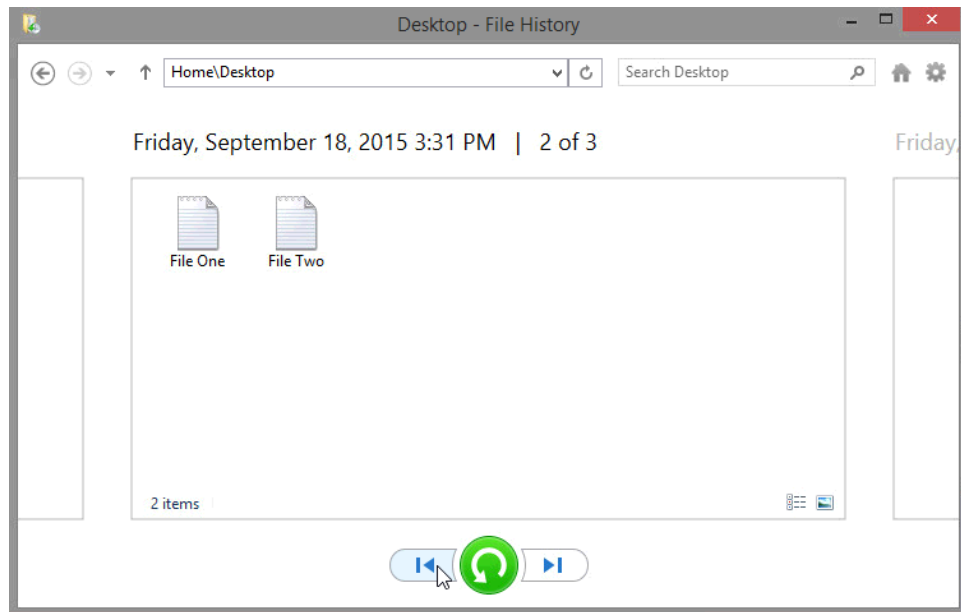 Desktop - File History
Home\Desktop
Search Desktop
Friday, September 18, 2015 3:31 PM | 2 of 3
Friday,
File One
File Two
2 items